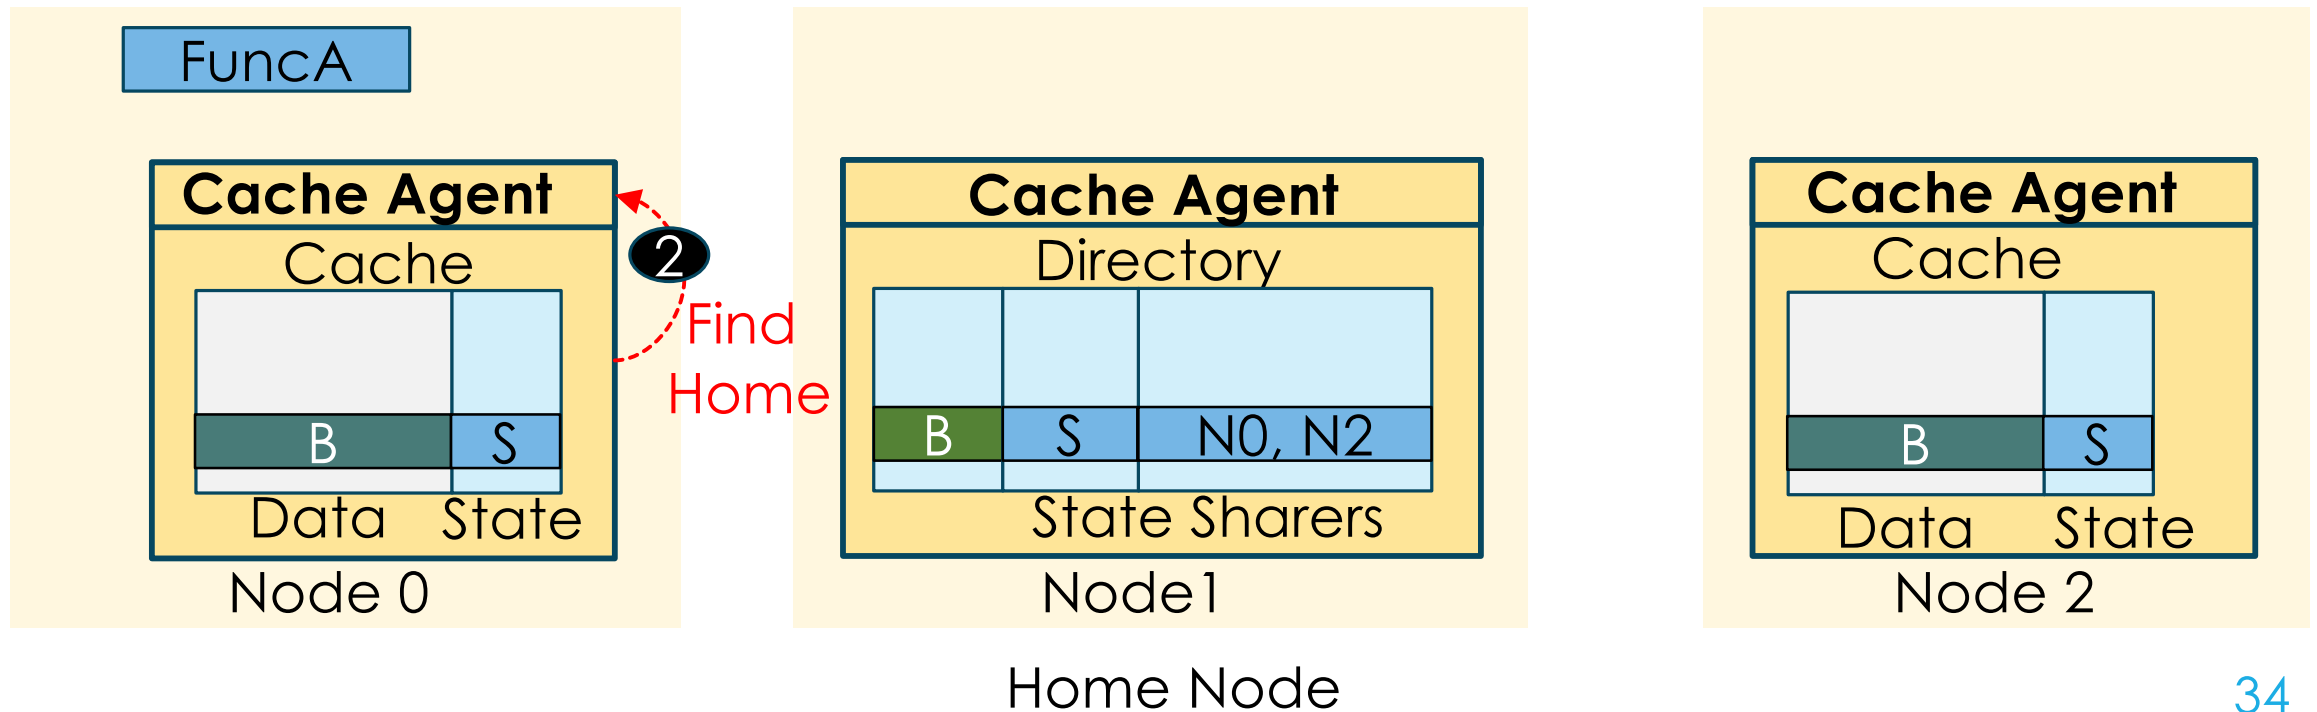 FuncA
Cache Agent
Cache
B S
Data State
Node 0
2
Find
Home
Cache Agent
Directory
B S N0, N2
State Sharers
Node1
Home Node
Cache Agent
Cache
B S
Data State
Node 2
34